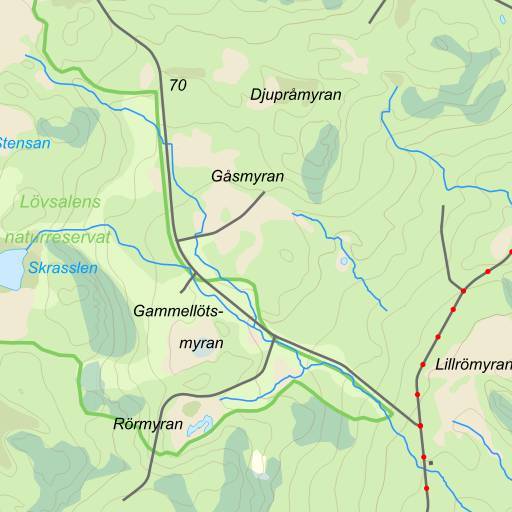 70
Djupråmyran
Stensan
Gåsmyran
Lövsalens
naturreservat
Skrasslen
Gammellöts-
myran
Lillrömyran
Rörmyran